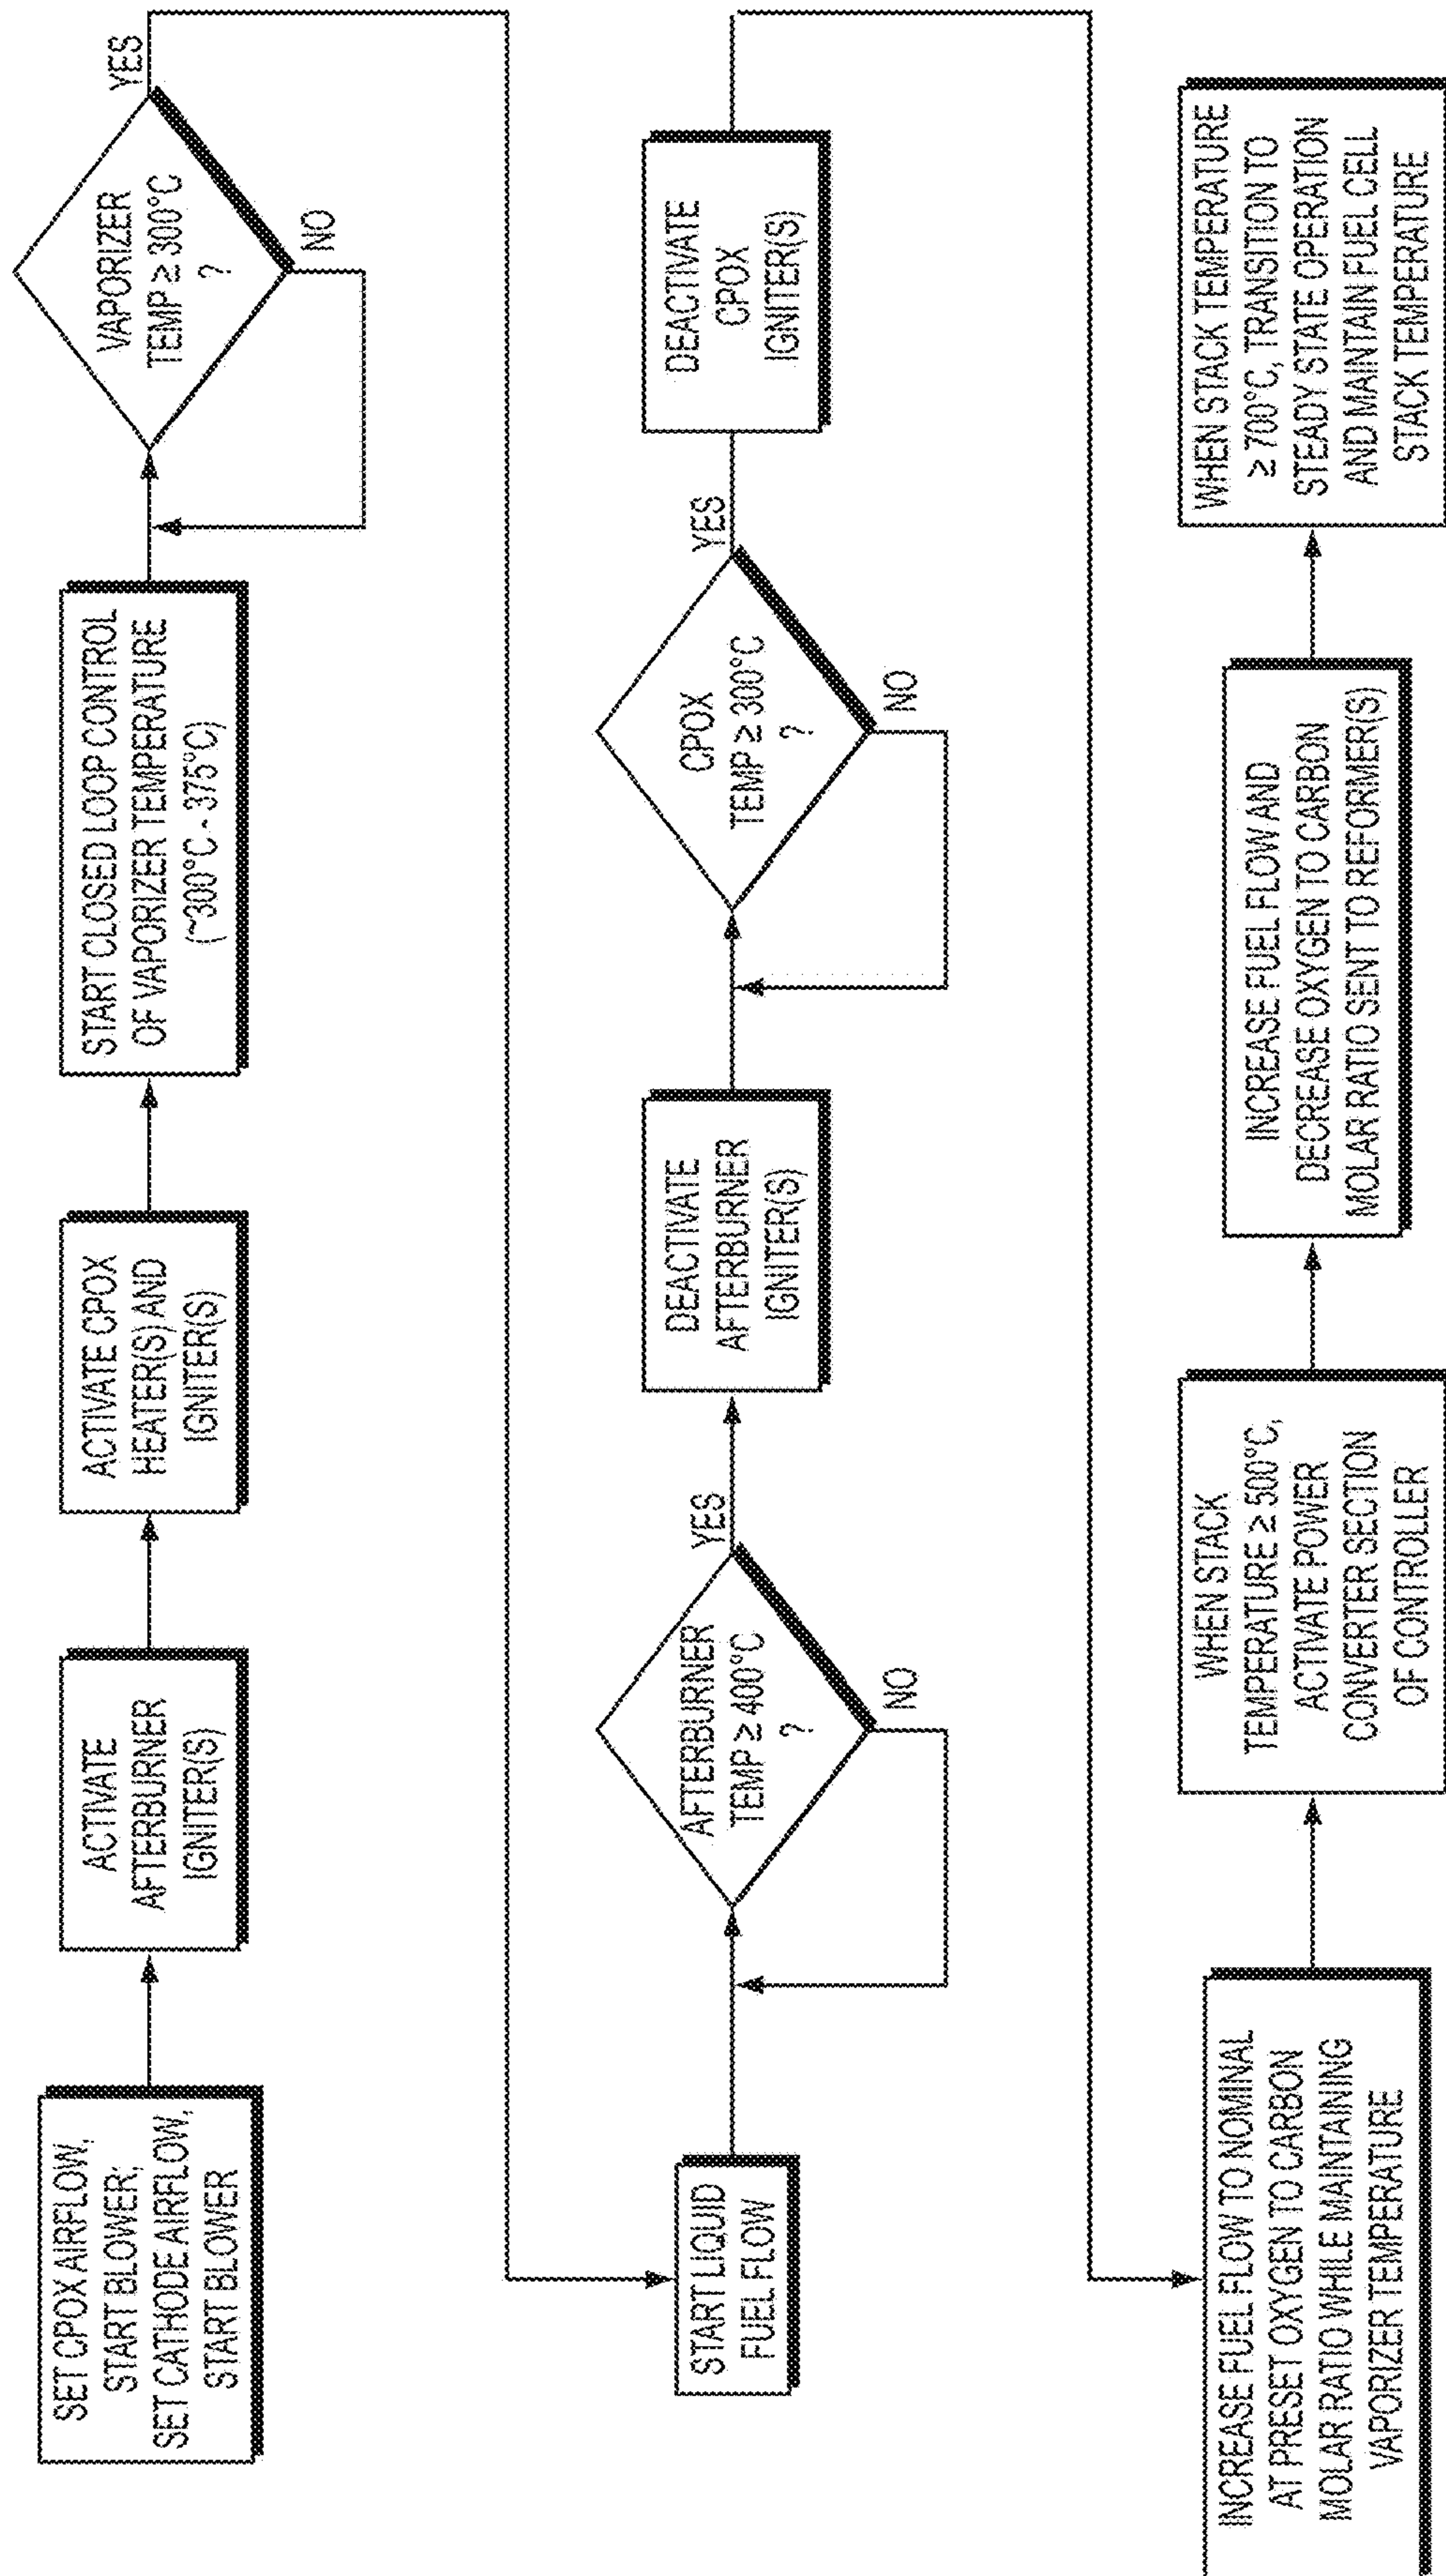 SET CPOX AIRFLOW,
START BLOWER;
SET CATHODE AIRFLOW,
START BLOWER
ACTIVATE
AFTERBURNER
IGNITER(S)
ACTIVATE CPOX
HEATER(S) AND
IGNITER(S)
START CLOSED LOOP CONTROL
OF VAPORIZER TEMPERATURE
(~300°C - 375°C)
VAPORIZER
TEMP ≥ 300°C
?
YES
NO
START LIQUID
FUEL FLOW
AFTERBURNER
TEMP ≥ 400°C
?
YES
NO
DEACTIVATE
AFTERBURNER
IGNITER(S)
CPOX
TEMP ≥ 300°C
?
YES
NO
DEACTIVATE
CPOX
IGNITER(S)
INCREASE FUEL FLOW TO NOMINAL
AT PRESET OXYGEN TO CARBON
MOLAR RATIO WHILE MAINTAINING
VAPORIZER TEMPERATURE
WHEN STACK
TEMPERATURE ≥ 500°C,
ACTIVATE POWER
CONVERTER SECTION
OF CONTROLLER
INCREASE FUEL FLOW AND
DECREASE OXYGEN TO CARBON
MOLAR RATIO SENT TO REFORMER(S)
WHEN STACK TEMPERATURE
≥ 700°C, TRANSITION TO
STEADY STATE OPERATION
AND MAINTAIN FUEL CELL
STACK TEMPERATURE